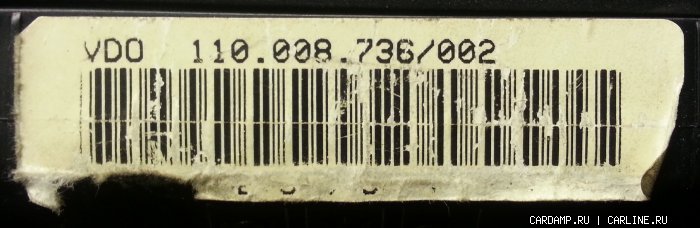 VDO 110.008.736/002
CARDAMP.RU | CARLINE.RU